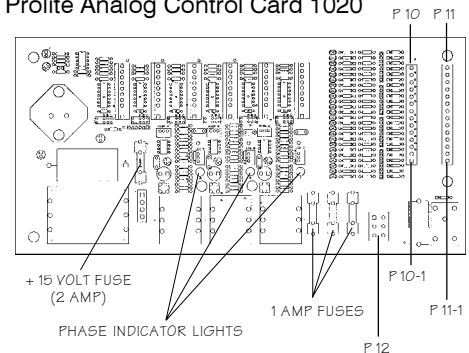 Prolite Analog Control Card 1020
P 10 P 11
+ 15 VOLT FUSE
(2 AMP)
PHASE INDICATOR LIGHTS
1 AMP FUSES
P 10-1
P 11-1
P 12